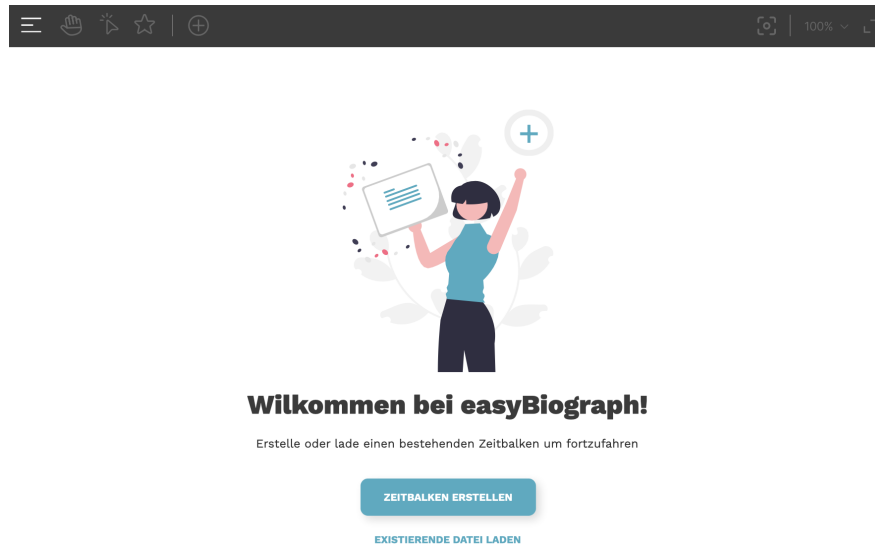 100%
Wilkommen bei easyBiograph!
Erstelle oder lade einen bestehenden Zeitbalken um fortzufahren
ZEITBALKEN ERSTELLEN
EXISTIERENDE DATEI LADEN